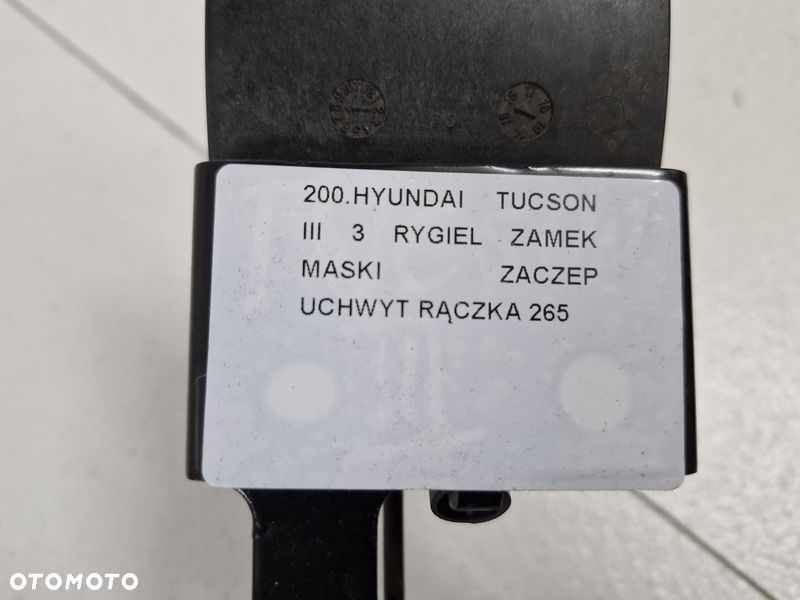 200.HYUNDAI TUCSON
III 3 RYGIEL ZAMEK
MASKI ZACZEP
UCHWYT RĄCZKA 265
OTOMOTO